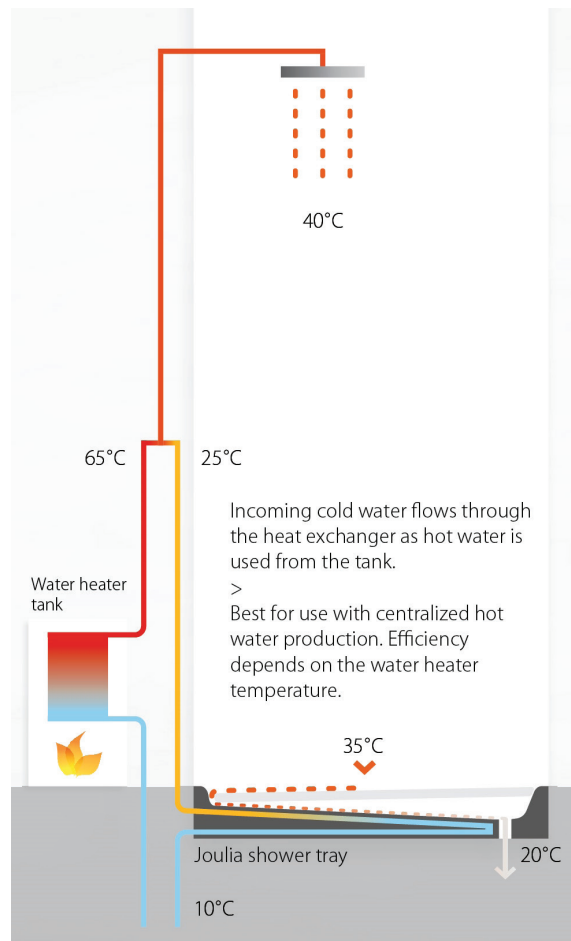 40°C
65°C
25°C
Incoming cold water flows through
the heat exchanger as hot water is
used from the tank.
>
Best for use with centralized hot
water production. Efficiency
depends on the water heater
temperature.
Water heater
tank
35°C
Joulia shower tray
20°C
10°C